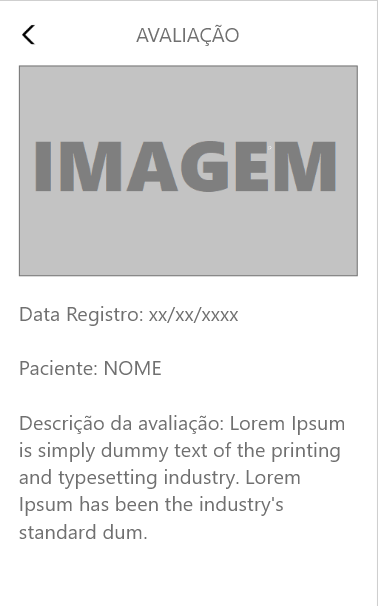 AVALIAÇÃO
IMAGEM
Data Registro: xx/xx/xxxx
Paciente: NOME
Descrição da avaliação: Lorem Ipsum
is simply dummy text of the printing
and typesetting industry. Lorem
Ipsum has been the industry's
standard dum.